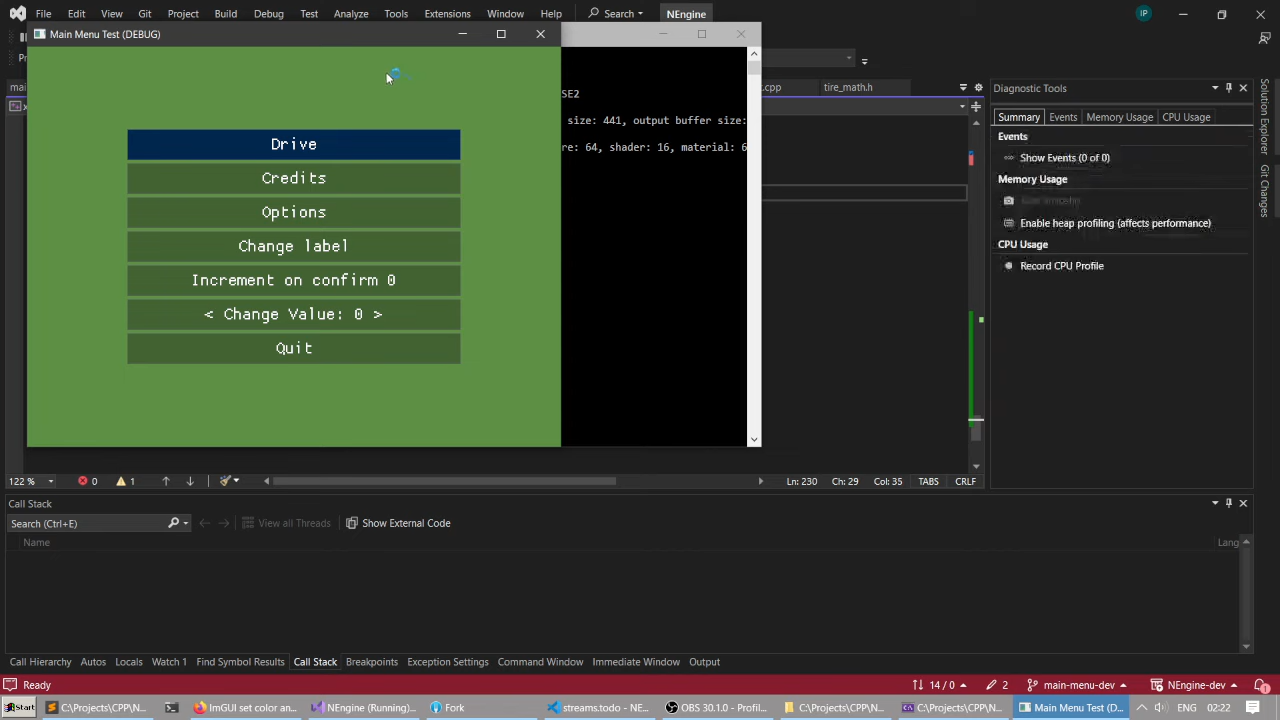 File Edit View Git Project Build Debug Test Analyze Tools Extensions Window Help Search NEngine IP
Main Menu Test (DEBUG)
Drive
Credits
Options
Change label
Increment on confirm 0
< Change Value: 0 >
Quit
SE2
size: 441, output buffer size:
re: 64, shader: 16, material: 6
.cpp tire_math.h
Diagnostic Tools
Summary Events Memory Usage CPU Usage
Events
Show Events (0 of 0)
Memory Usage
Enable heap profiling (affects performance)
CPU Usage
Record CPU Profile
Solution Explorer
Git Changes
122 % 0 1 Ln: 230 Ch: 29 Col: 35 TABS CRLF
Call Stack
Search (Ctrl+E) View all Threads Show External Code
Name Lang
Call Hierarchy Autos Locals Watch 1 Find Symbol Results Call Stack Breakpoints Exception Settings Command Window Immediate Window Output
Ready 14 / 0 2 main-menu-dev NEngine-dev 1
Start C:\Projects\CPP\N... ImGUI set color an... NEngine (Running)... Fork streams.todo - N... OBS 30.1.0 - Profil... C:\Projects\CPP\N... C:\Projects\CPP\N... Main Menu Test (D... ENG 02:22